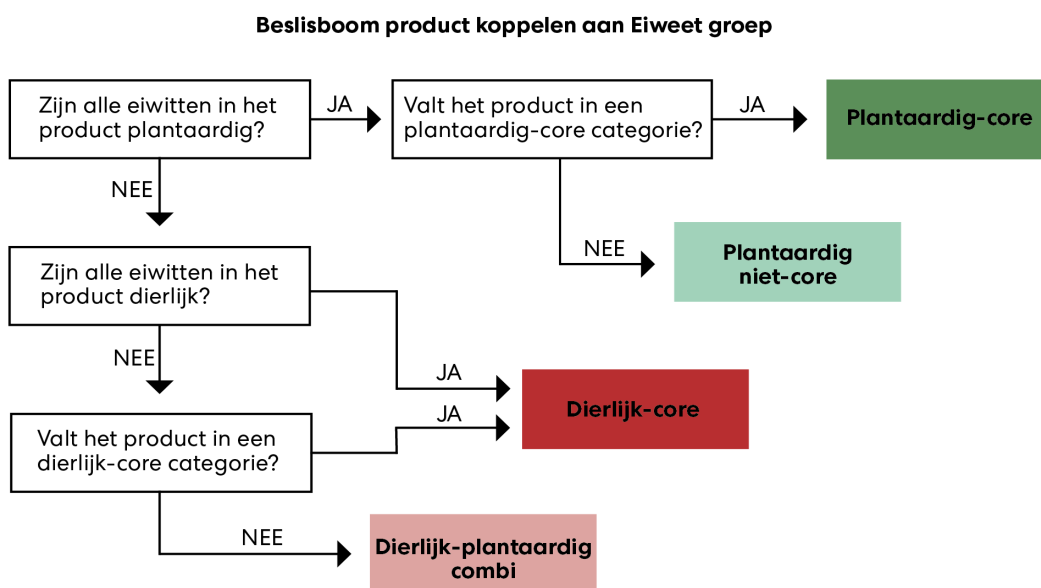 Beslisboom product koppelen aan Eiweet groep
Zijn alle eiwitten in het
product plantaardig?
JA
Valt het product in een
plantaardig-core categorie?
JA
Plantaardig-core
NEE
NEE
Plantaardig
niet-core
Zijn alle eiwitten in het
product dierlijk?
NEE
JA
Dierlijk-core
JA
Valt het product in een
dierlijk-core categorie?
NEE
Dierlijk-plantaardig
combi